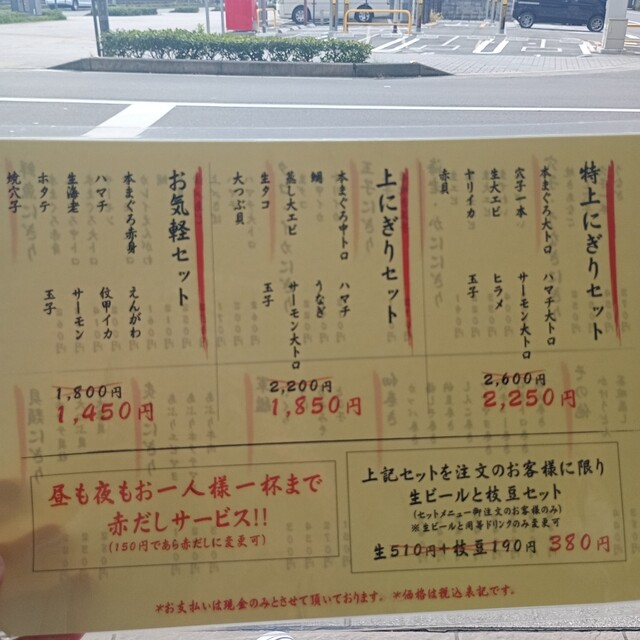 特上にぎりセット
本まぐろ大トロ ハマチ大トロ
穴子一本 サーモン大トロ
生大エビ ヒラメ
ヤリイカ 玉子
赤貝
2,600円
2,250円
上にぎりセット
本まぐろ中トロ ハマチ
鯛 うなぎ
蒸し大エビ サーモン大トロ
生タコ 玉子
大つぶ貝
2,200円
1,850円
お気軽セット
本まぐろ赤身 えんがわ
ハマチ 紋甲イカ
生海老 サーモン
ホタテ 玉子
焼穴子
1,800円
1,450円
昼も夜もお一人様一杯まで
赤だしサービス!!
(150円であら赤だしに変更可)
上記セットを注文のお客様に限り
生ビールと枝豆セット
(セットメニュー御注文のお客様のみ)
※生ビールと同等ドリンクのみ変更可
生510円+枝豆190円 380円
*お支払いは現金のみとさせて頂いております。 *価格は税込表記です。